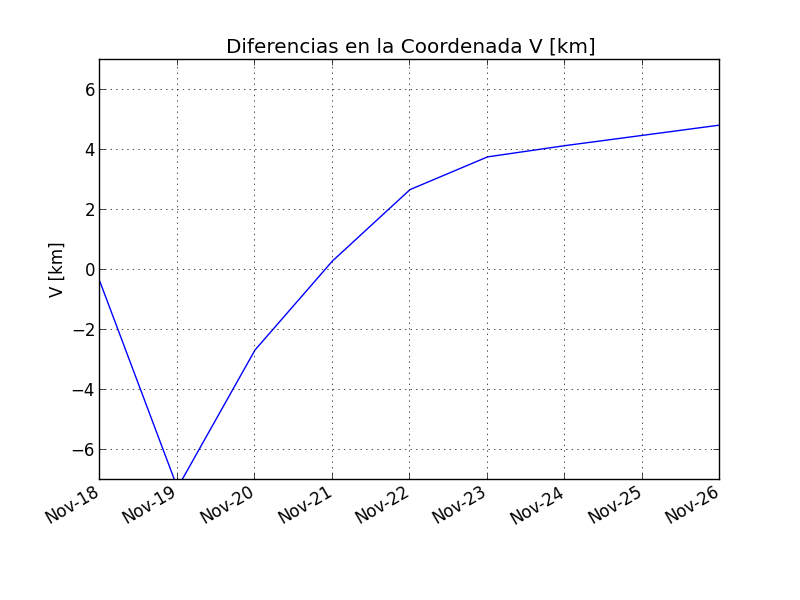 Diferencias en la Coordenada V [km]
6
4
2
0
−2
−4
−6
V [km]
Nov-18
Nov-19
Nov-20
Nov-21
Nov-22
Nov-23
Nov-24
Nov-25
Nov-26